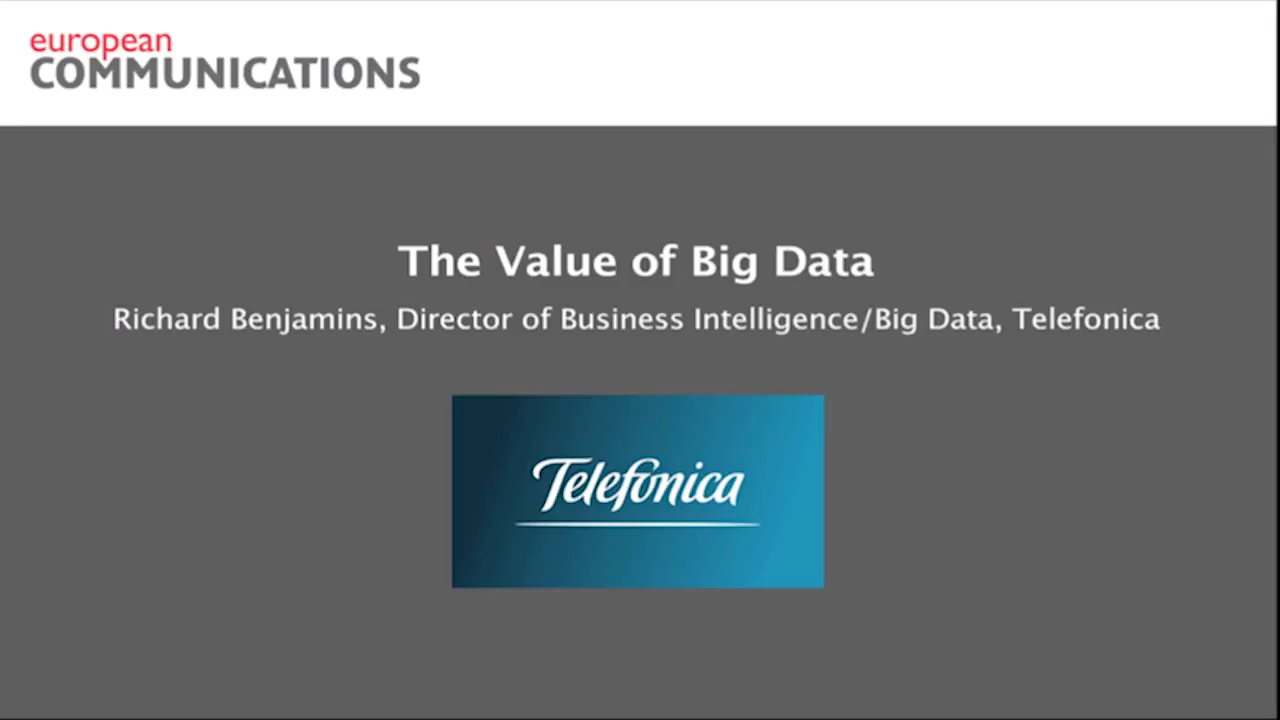 european
COMMUNICATIONS
The Value of Big Data
Richard Benjamins, Director of Business Intelligence/Big Data, Telefonica
Telefonica